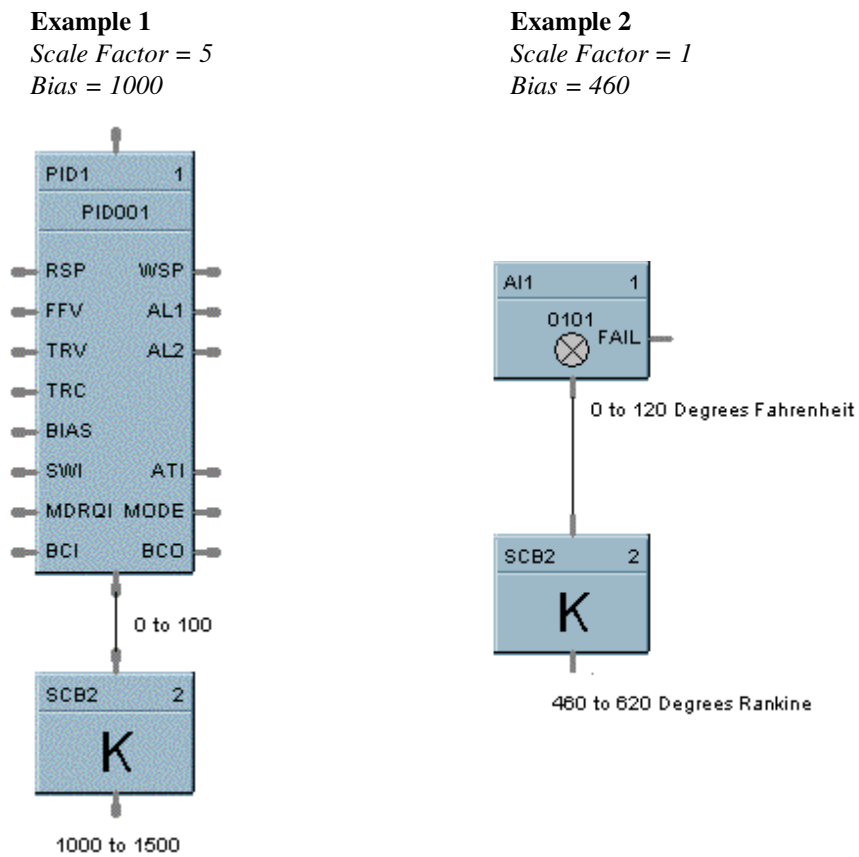 Example 1
Scale Factor = 5
Bias = 1000
PID1 1
PID001
RSP WSP
FFV AL1
TRV AL2
TRC
BIAS
SWI ATI
MDRQI MODE
BCI BCO
0 to 100
SCB2 2
K
1000 to 1500
Example 2
Scale Factor = 1
Bias = 460
AI1 1
0101
FAIL
0 to 120 Degrees Fahrenheit
SCB2 2
K
460 to 620 Degrees Rankine